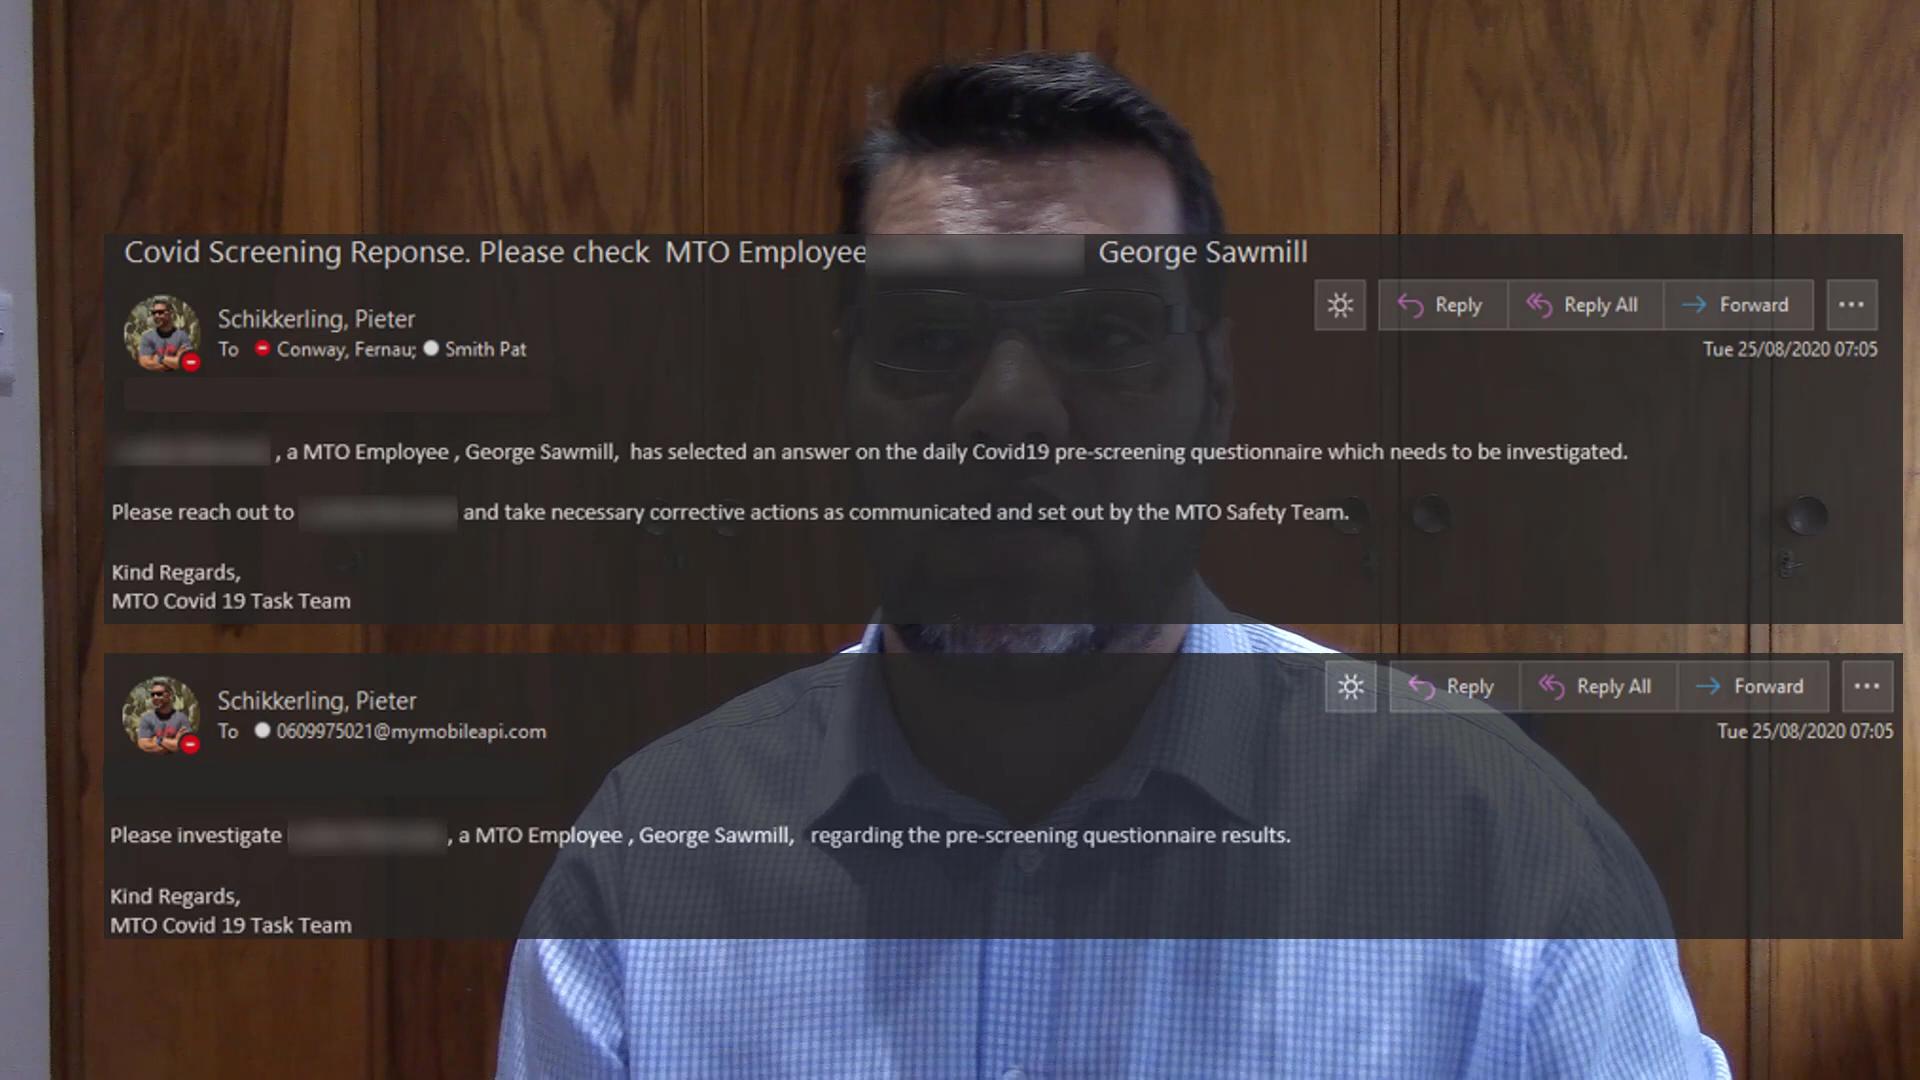 Covid Screening Reponse. Please check MTO Employee George Sawmill
Schikkerling, Pieter
To Conway, Fernau; Smith Pat
Reply
Reply All
Forward
Tue 25/08/2020 07:05
, a MTO Employee , George Sawmill, has selected an answer on the daily Covid19 pre-screening questionnaire which needs to be investigated.
Please reach out to and take necessary corrective actions as communicated and set out by the MTO Safety Team.
Kind Regards,
MTO Covid 19 Task Team
Schikkerling, Pieter
To 0609975021@mymobileapi.com
Reply
Reply All
Forward
Tue 25/08/2020 07:05
Please investigate , a MTO Employee , George Sawmill, regarding the pre-screening questionnaire results.
Kind Regards,
MTO Covid 19 Task Team